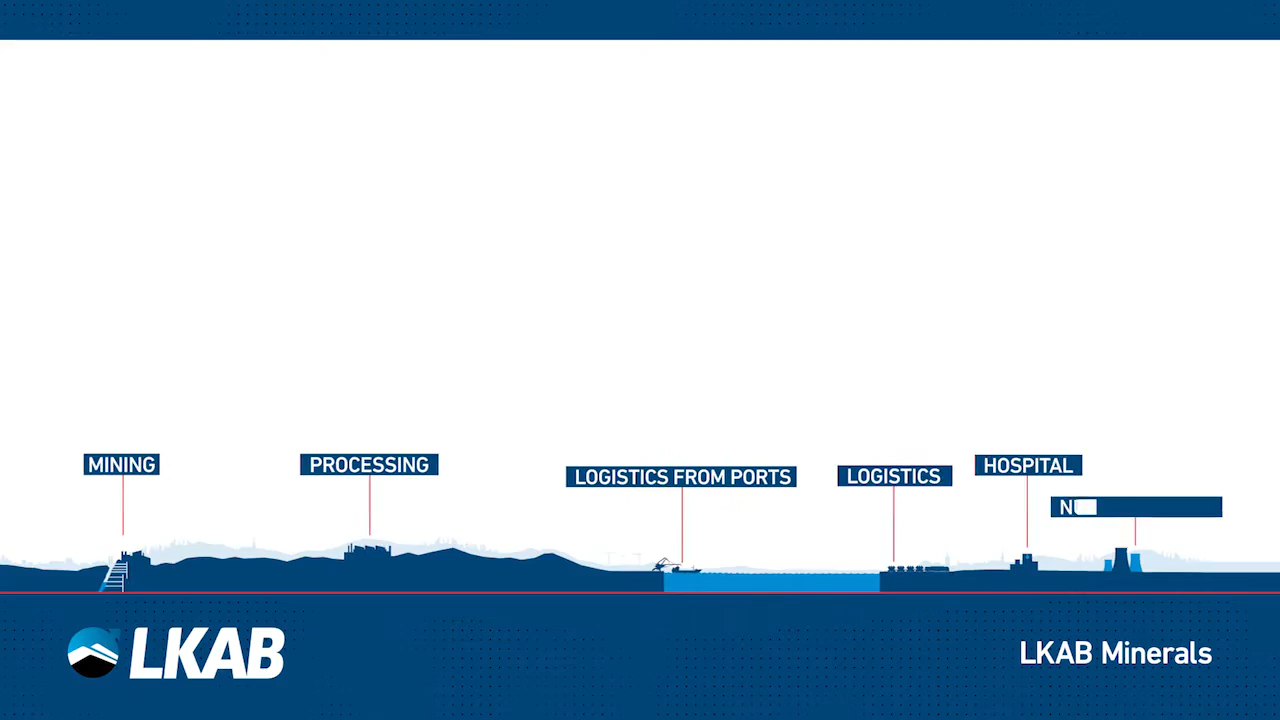 MINING
PROCESSING
LOGISTICS FROM PORTS
LOGISTICS
HOSPITAL
LKAB
LKAB Minerals